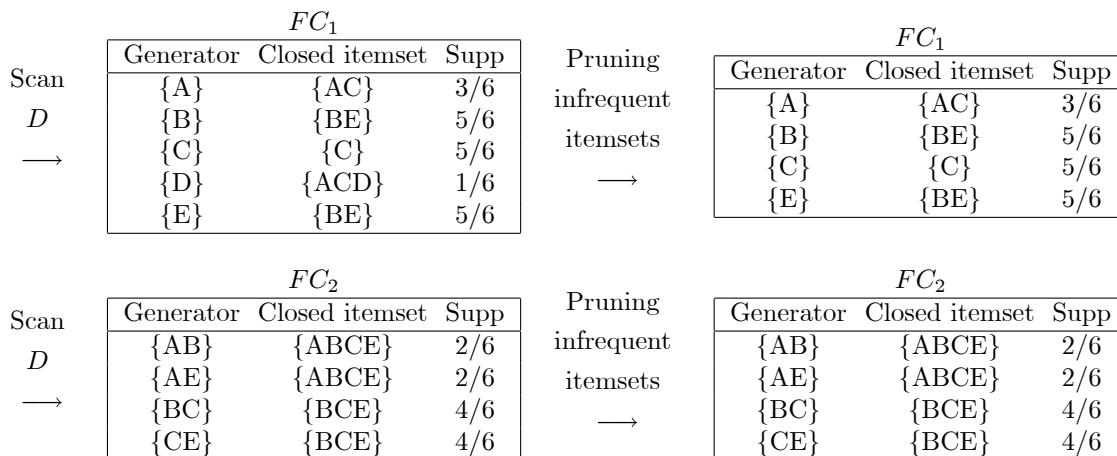 FC1
Scan
D
⟶
Generator Closed itemset Supp
{A} {AC} 3/6
{B} {BE} 5/6
{C} {C} 5/6
{D} {ACD} 1/6
{E} {BE} 5/6
Pruning
infrequent
itemsets
⟶
FC1
Generator Closed itemset Supp
{A} {AC} 3/6
{B} {BE} 5/6
{C} {C} 5/6
{E} {BE} 5/6
FC2
Scan
D
⟶
Generator Closed itemset Supp
{AB} {ABCE} 2/6
{AE} {ABCE} 2/6
{BC} {BCE} 4/6
{CE} {BCE} 4/6
Pruning
infrequent
itemsets
⟶
FC2
Generator Closed itemset Supp
{AB} {ABCE} 2/6
{AE} {ABCE} 2/6
{BC} {BCE} 4/6
{CE} {BCE} 4/6